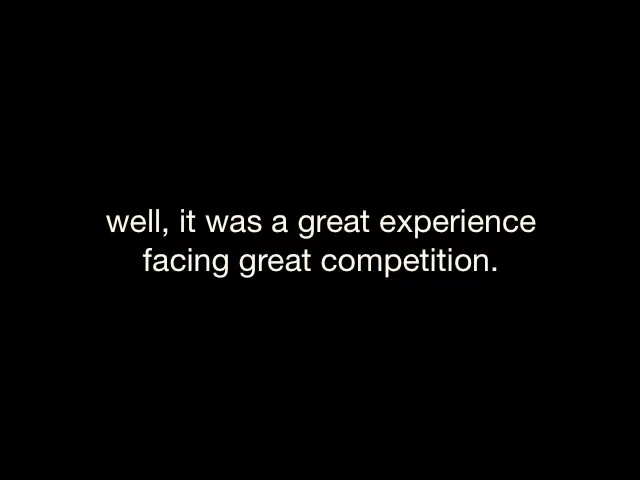 well, it was a great experience
facing great competition.